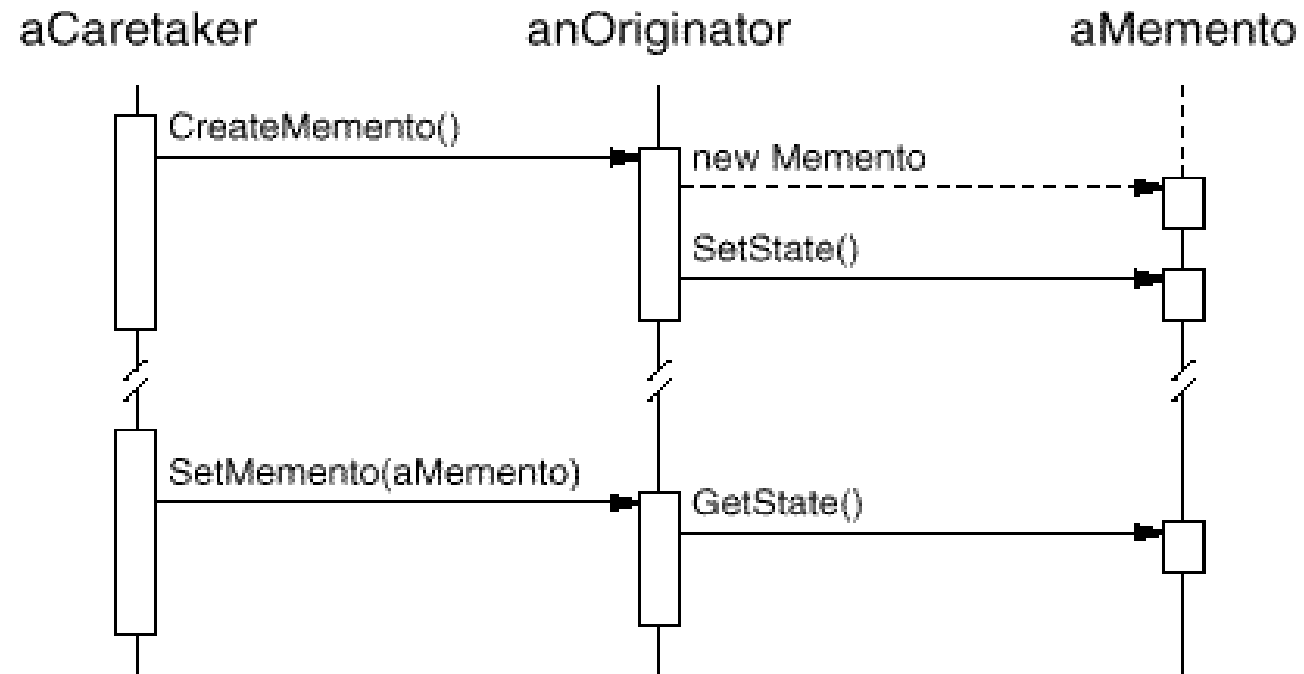 aCaretaker anOriginator aMemento
CreateMemento()
new Memento
SetState()
SetMemento(aMemento)
GetState()